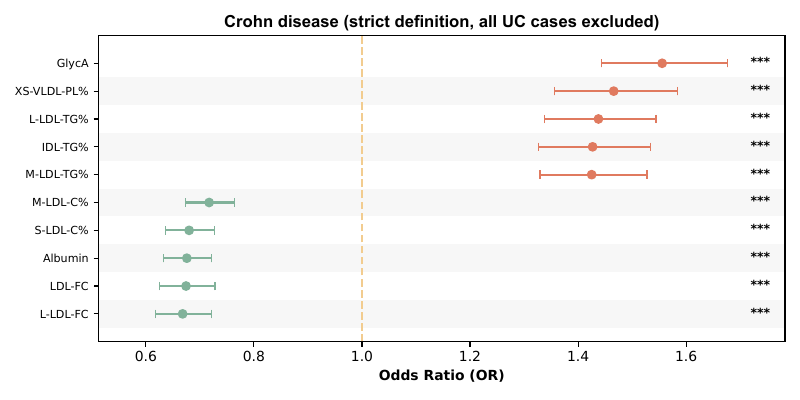 Crohn disease (strict definition, all UC cases excluded)
GlycA ***
XS-VLDL-PL% ***
L-LDL-TG% ***
IDL-TG% ***
M-LDL-TG% ***
M-LDL-C% ***
S-LDL-C% ***
Albumin ***
LDL-FC ***
L-LDL-FC ***
0.6 0.8 1.0 1.2 1.4 1.6
Odds Ratio (OR)